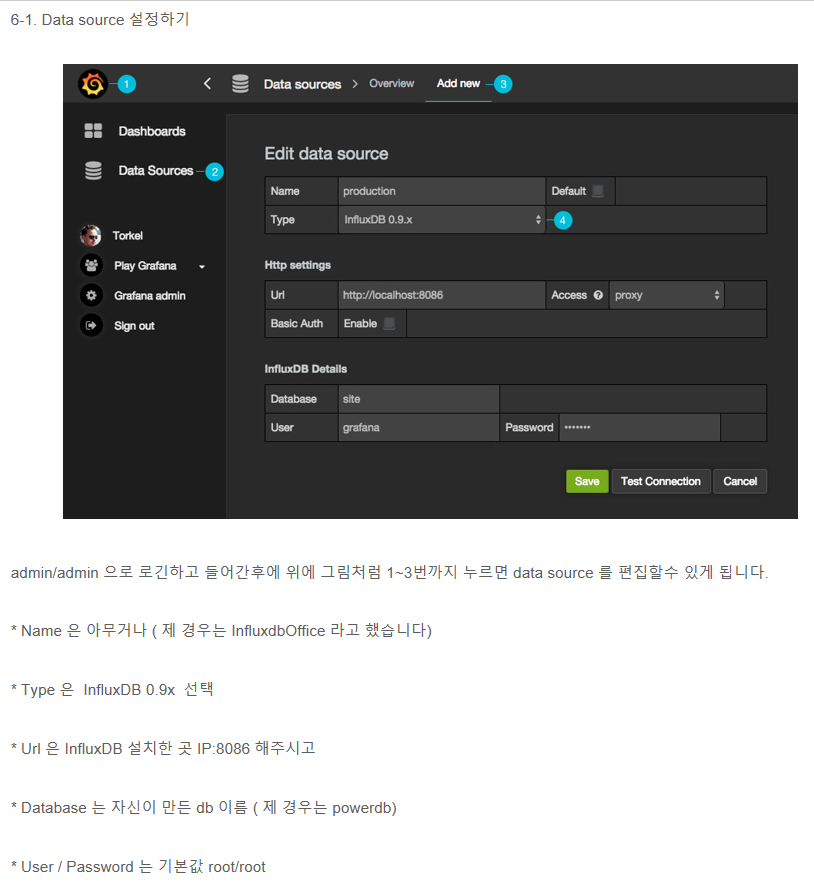 6-1. Data source 설정하기
1
Data sources > Overview Add new 3
Dashboards
Data Sources 2
Torkel
Play Grafana
Grafana admin
Sign out
Edit data source
Name production Default
Type InfluxDB 0.9.x 4
Http settings
Url http://localhost:8086 Access ? proxy
Basic Auth Enable
InfluxDB Details
Database site
User grafana Password •••••••
Save Test Connection Cancel
admin/admin 으로 로긴하고 들어간후에 위에 그림처럼 1~3번까지 누르면 data source 를 편집할수 있게 됩니다.
* Name 은 아무거나 ( 제 경우는 InfluxdbOffice 라고 했습니다)
* Type 은  InfluxDB 0.9x  선택
* Url 은 InfluxDB 설치한 곳 IP:8086 해주시고
* Database 는 자신이 만든 db 이름 ( 제 경우는 powerdb)
* User / Password 는 기본값 root/root